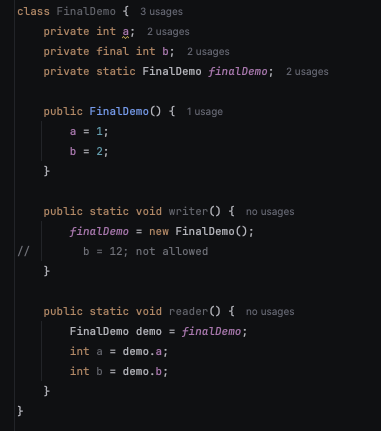 class FinalDemo {  3 usages
    private int a;  2 usages
    private final int b;  2 usages
    private static FinalDemo finalDemo;  2 usages
    public FinalDemo() {  1 usage
        a = 1;
        b = 2;
    }
    public static void writer() {  no usages
        finalDemo = new FinalDemo();
//        b = 12; not allowed
    }
    public static void reader() {  no usages
        FinalDemo demo = finalDemo;
        int a = demo.a;
        int b = demo.b;
    }
}